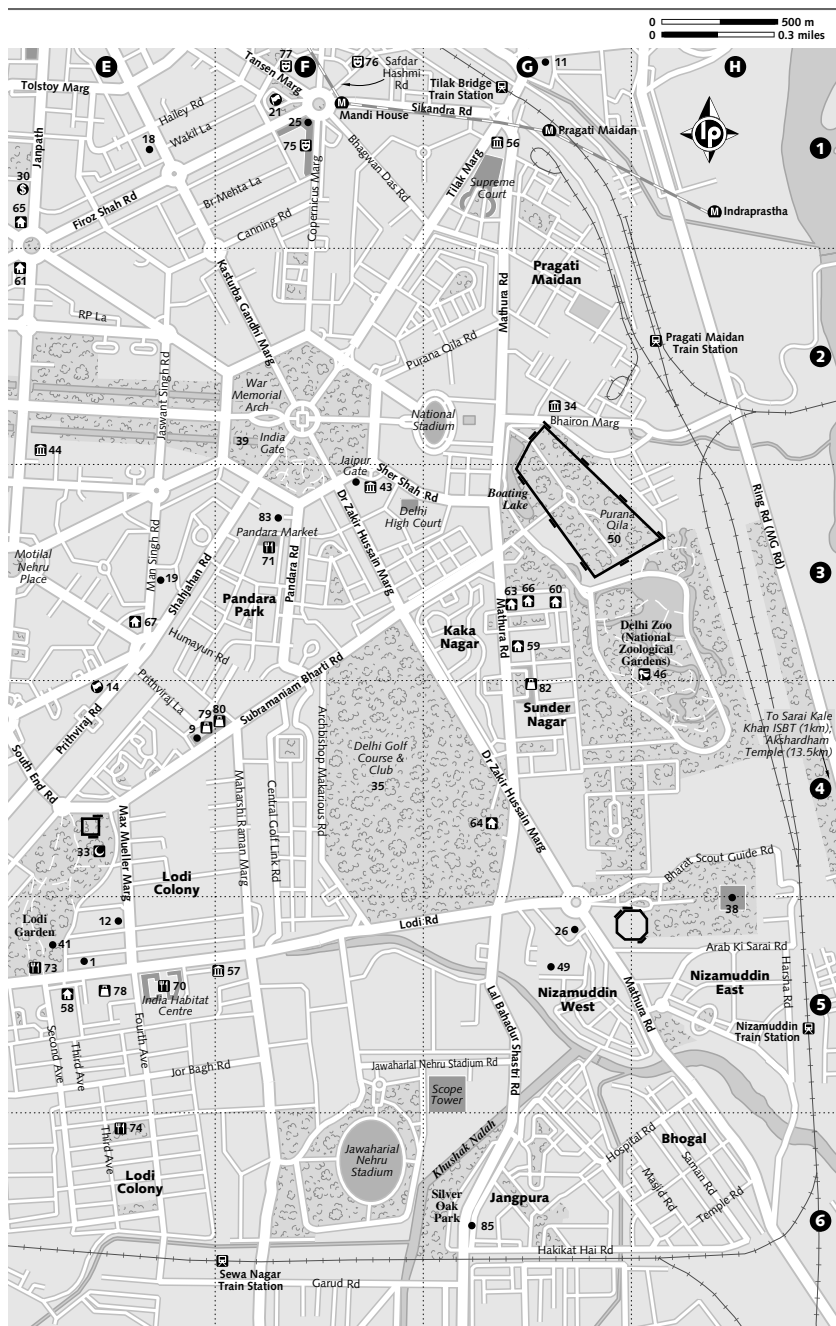 0 500 m
0 0.3 miles
E
F
G
H
77
76
Safdar
Hashmi
Rd
11
Tansen Marg
Tilak Bridge
Train Station
Tolstoy Marg
Halley Rd
21
M
Mandi House
Sikandra Rd
25
M
Pragati Maidan
lp
1
Janpath
18
Wakil La
75
Bhagwan Das Rd
56
Tilak Marg
Supreme
Court
30
65
Firoz Shah Rd
Br Mehta La
Copernicus Marg
M
Indraprastha
Canning Rd
61
Kasturba Gandhi Marg
Mathura Rd
Pragati
Maidan
RP La
Purana Qila Rd
Pragati Maidan
Train Station
2
Jaswant Singh Rd
War
Memorial
Arch
National
Stadium
34
Bhairon Marg
39
India
Gate
44
Jaipur
Gate
43
Sher Shah Rd
Boating
Lake
Ring Rd (MG Rd)
83
Pandara Market
Delhi
High Court
Purana
Qila
50
71
Motilal
Nehru
Place
Man Singh Rd
19
Shahjahan Rd
Pandara Rd
Dr Zakir Hussain Marg
3
Pandara
Park
63
66
60
67
Humayun Rd
Kaka
Nagar
Mathura Rd
59
Delhi Zoo
(National
Zoological
Gardens)
46
14
Prithviraj La
Subramaniam Bharti Rd
82
Sunder
Nagar
Prithviraj Rd
79
80
9
Archbishop Makarious Rd
To Sarai Kale
Khan ISBT (1km);
Akshardham
Temple (13.5km)
South End Rd
Delhi Golf
Course &
Club
35
Dr Zakir Hussain Marg
4
Max Mueller Marg
Maharshi Raman Marg
Central Golf Link Rd
64
33
Lodi
Colony
Bharat Scout Guide Rd
38
Lodi
Garden
12
Lodi Rd
41
26
Arab Ki Sarai Rd
73
1
57
49
Mathura Rd
Nizamuddin
East
Harsha Rd
58
78
70
India Habitat
Centre
Nizamuddin
West
Lal Bahadur Shastri Rd
5
Nizamuddin
Train Station
Second Ave
Third Ave
Fourth Ave
Jor Bagh Rd
Jawaharlal Nehru Stadium Rd
Scope
Tower
74
Third Ave
Khushak Nalah
Hospital Rd
Bhogal
Jawaharlal
Nehru
Stadium
Lodi
Colony
Silver
Oak
Park
Jangpura
Masjid Rd
Saman Rd
Temple Rd
85
6
Hakikat Hai Rd
Sewa Nagar
Train Station
Garud Rd